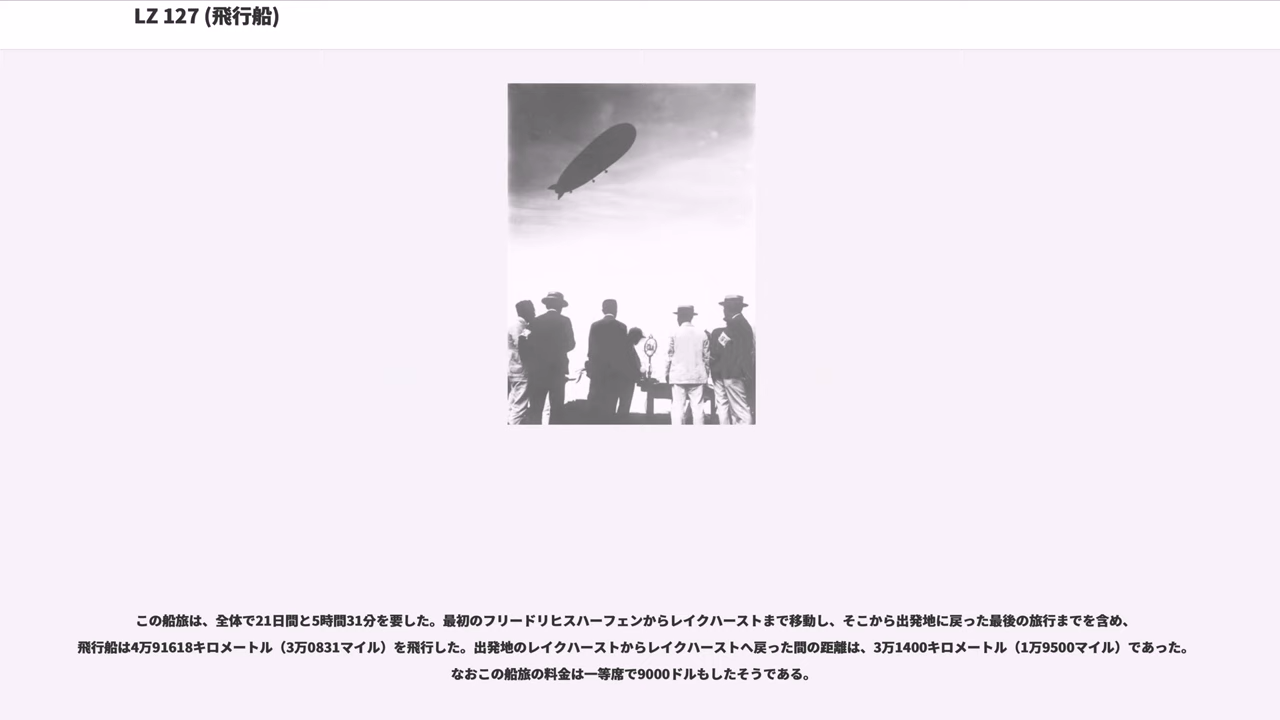 LZ 127 (飛行船)
この船旅は、全体で21日間と5時間31分を要した。最初のフリードリヒスハーフェンからレイクハーストまで移動し、そこから出発地に戻った最後の旅行までを含め、
飛行船は4万91618キロメートル（3万0831マイル）を飛行した。出発地のレイクハーストからレイクハーストへ戻った間の距離は、3万1400キロメートル（1万9500マイル）であった。
なおこの船旅の料金は一等席で9000ドルもしたそうである。